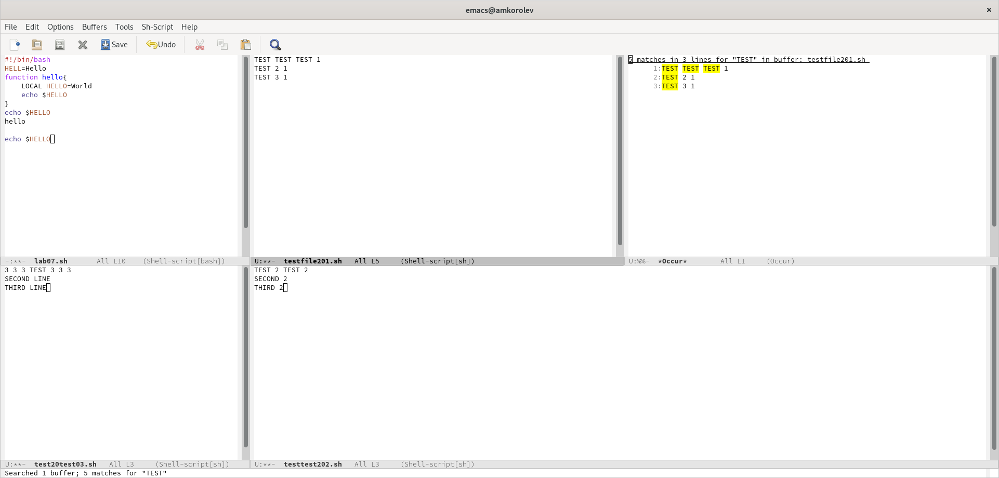 emacs@amkorolev
File Edit Options Buffers Tools Sh-Script Help
Save Undo
#!/bin/bash
HELL=Hello
function hello{
    LOCAL HELLO=World
    echo $HELLO
}
echo $HELLO
hello
echo $HELLO
-:**-  lab07.sh       All L10    (Shell-script[bash])
TEST TEST TEST 1
TEST 2 1
TEST 3 1
U:**-  testfile201.sh   All L5     (Shell-script[sh])
5 matches in 3 lines for "TEST" in buffer: testfile201.sh
      1:TEST TEST TEST 1
      2:TEST 2 1
      3:TEST 3 1
U:%%-  *Occur*        All L1     (Occur)
3 3 3 TEST 3 3 3
SECOND LINE
THIRD LINE
U:**-  test20test03.sh   All L3     (Shell-script[sh])
TEST 2 TEST 2
SECOND 2
THIRD 2
U:**-  testtest202.sh   All L3     (Shell-script[sh])
Searched 1 buffer; 5 matches for "TEST"